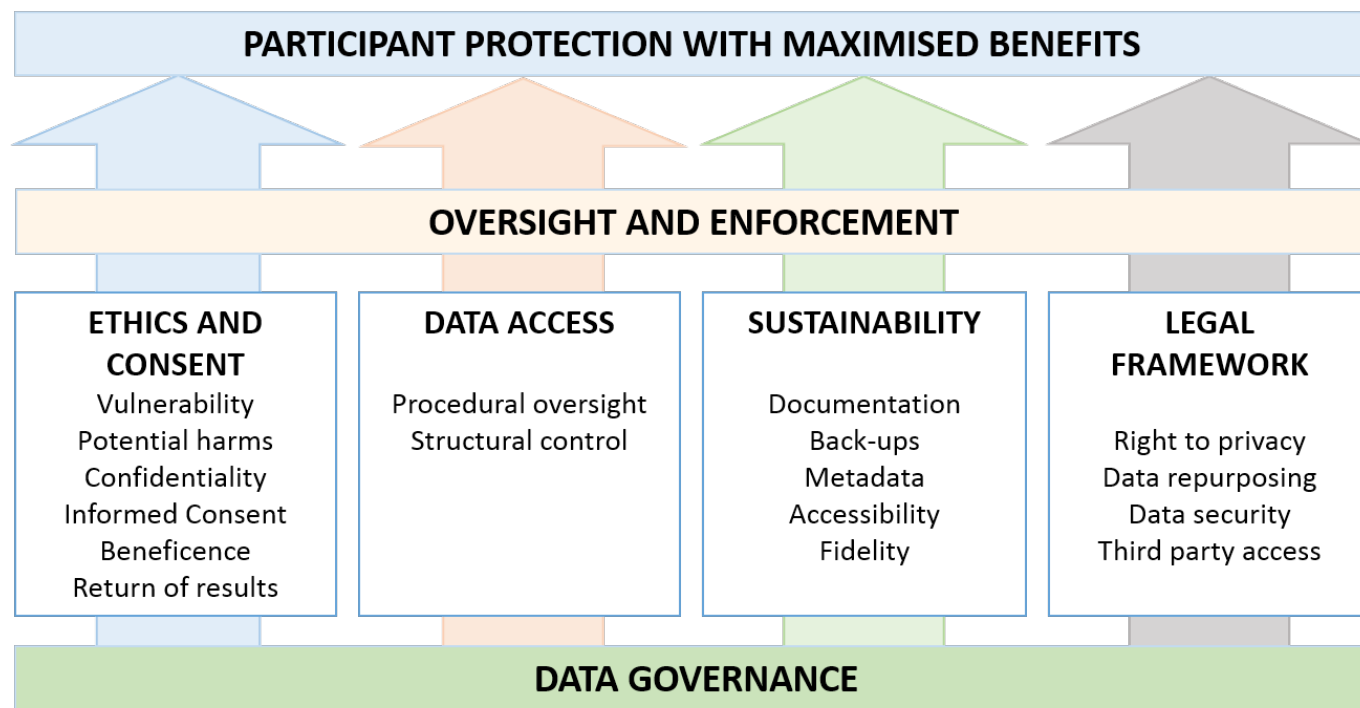 PARTICIPANT PROTECTION WITH MAXIMISED BENEFITS
OVERSIGHT AND ENFORCEMENT
ETHICS AND
CONSENT
Vulnerability
Potential harms
Confidentiality
Informed Consent
Beneficence
Return of results
DATA ACCESS
Procedural oversight
Structural control
SUSTAINABILITY
Documentation
Back-ups
Metadata
Accessibility
Fidelity
LEGAL
FRAMEWORK
Right to privacy
Data repurposing
Data security
Third party access
DATA GOVERNANCE